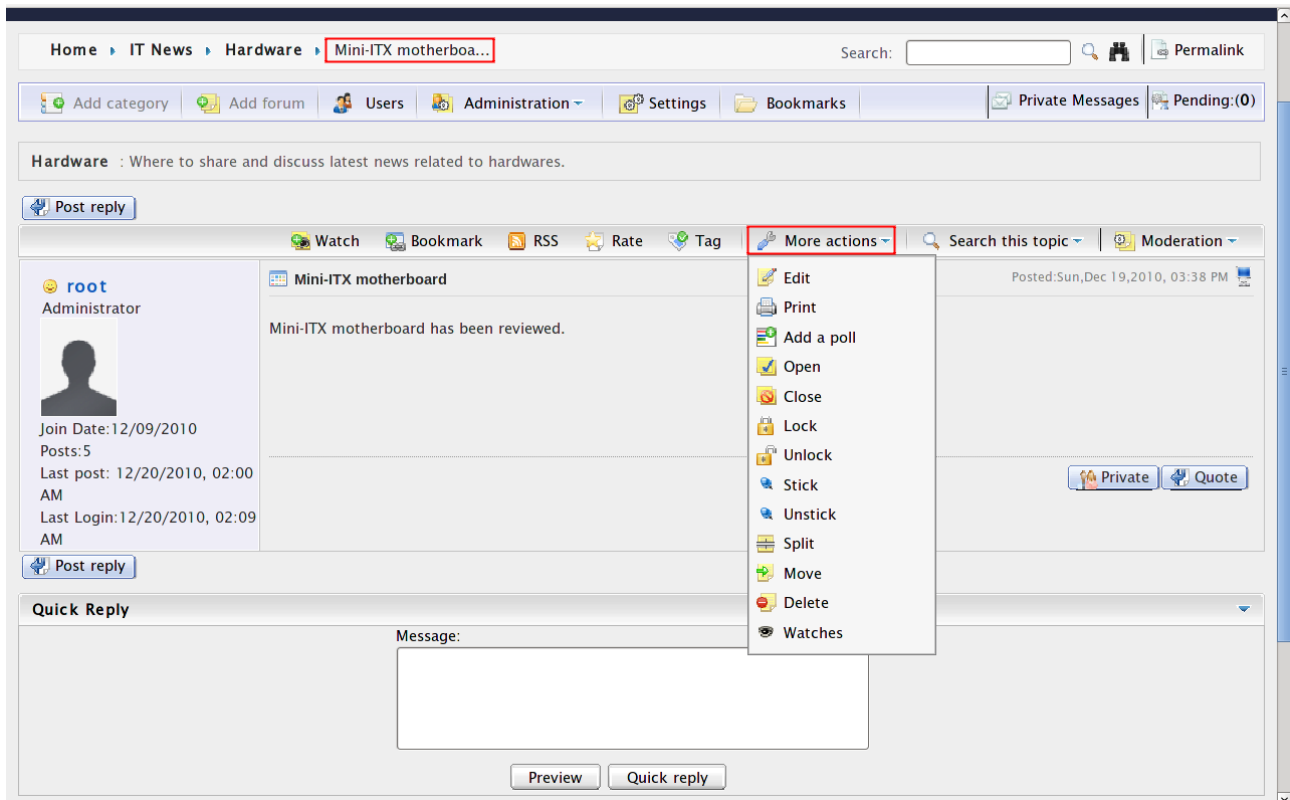 Home IT News Hardware Mini-ITX motherboa... Search: Permalink
Add category Add forum Users Administration Settings Bookmarks Private Messages Pending:(0)
Hardware : Where to share and discuss latest news related to hardwares.
Post reply
Watch Bookmark RSS Rate Tag More actions Search this topic Moderation
root
Administrator
Join Date:12/09/2010
Posts:5
Last post: 12/20/2010, 02:00
AM
Last Login:12/20/2010, 02:09
AM
Mini-ITX motherboard Posted:Sun,Dec 19,2010, 03:38 PM
Mini-ITX motherboard has been reviewed.
Edit
Print
Add a poll
Open
Close
Lock
Unlock
Stick
Unstick
Split
Move
Delete
Watches
Private Quote
Post reply
Quick Reply
Message:
Preview Quick reply